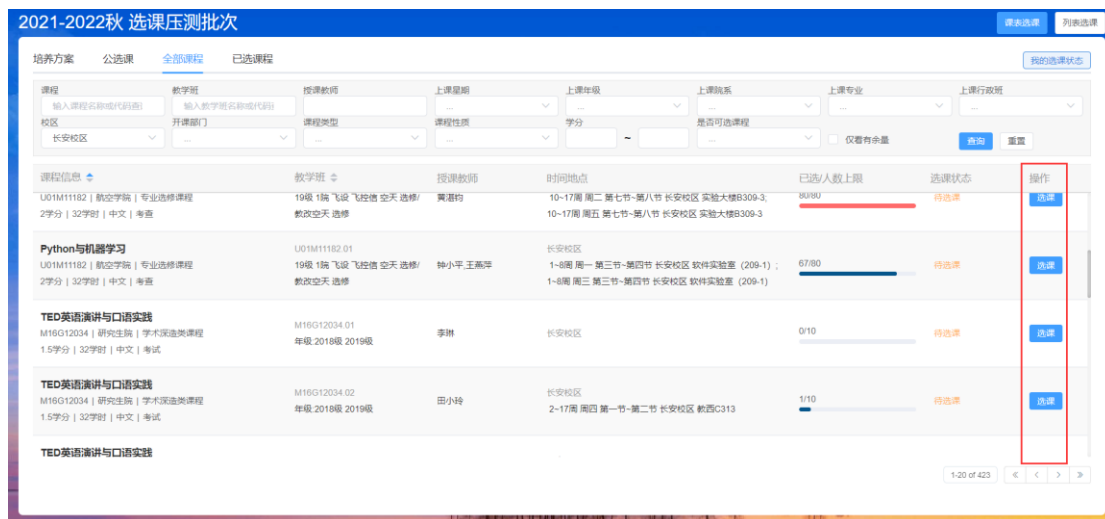 2021-2022秋 选课压测批次
课表选课 列表选课
培养方案 公选课 全部课程 已选课程 我的选课状态
课程 教学班 授课教师 上课星期 上课年级 上课院系 上课专业 上课行政班
输入课程名称或代码查 输入教学班名称或代码 ... ... ... ... ...
校区 开课部门 课程类型 课程性质 学分 是否可选课程
长安校区 ... ... ... ~ ... 仅看有余量 查询 重置
课程信息 教学班 授课教师 时间地点 已选/人数上限 选课状态 操作
U01M11182 | 航空学院 | 专业选修课程 19级 1院 飞设 飞控信 空天 选修/ 黄湛钧 10~17周 周二 第七节~第八节 长安校区 实验大楼B309-3; 80/80 待选课 选课
2学分 | 32学时 | 中文 | 考查 教改空天 选修 10~17周 周五 第七节~第八节 长安校区 实验大楼B309-3
Python与机器学习 U01M11182.01 长安校区
U01M11182 | 航空学院 | 专业选修课程 19级 1院 飞设 飞控信 空天 选修/ 钟小平,王燕萍 1~8周 周一 第三节~第四节 长安校区 软件实验室（209-1）; 67/80 待选课 选课
2学分 | 32学时 | 中文 | 考查 教改空天 选修 1~8周 周三 第三节~第四节 长安校区 软件实验室（209-1）
TED英语演讲与口语实践
M16G12034 | 研究生院 | 学术深造类课程 M16G12034.01 李琳 长安校区 0/10 待选课 选课
1.5学分 | 32学时 | 中文 | 考试 年级:2018级 2019级
TED英语演讲与口语实践
M16G12034 | 研究生院 | 学术深造类课程 M16G12034.02 田小玲 长安校区 1/10 待选课 选课
1.5学分 | 32学时 | 中文 | 考试 年级:2018级 2019级 2~17周 周四 第一节~第二节 长安校区 教西C313
TED英语演讲与口语实践
1-20 of 423